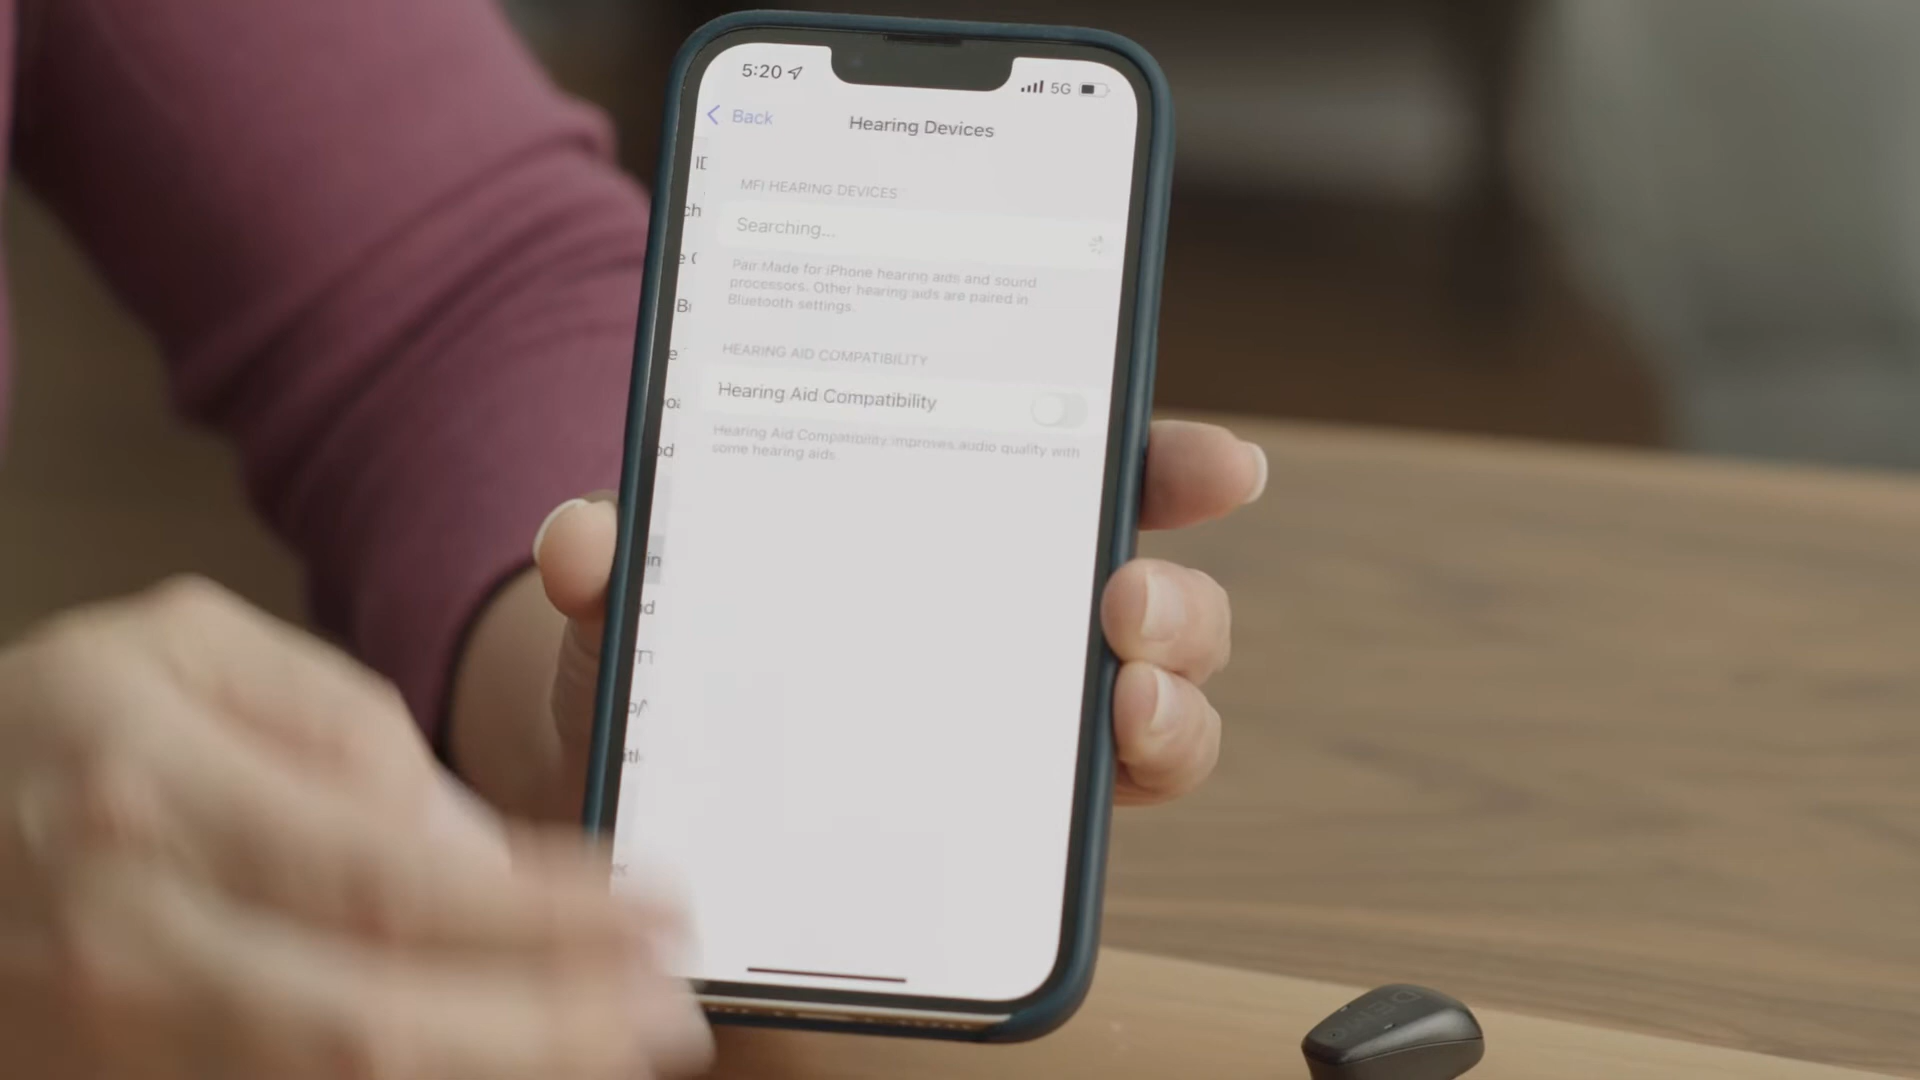 5:20
5G
Back
Hearing Devices
MFI HEARING DEVICES
Searching...
Pair Made for iPhone hearing aids and sound
processors. Other hearing aids are paired in
Bluetooth settings.
HEARING AID COMPATIBILITY
Hearing Aid Compatibility
Hearing Aid Compatibility improves audio quality with
some hearing aids.